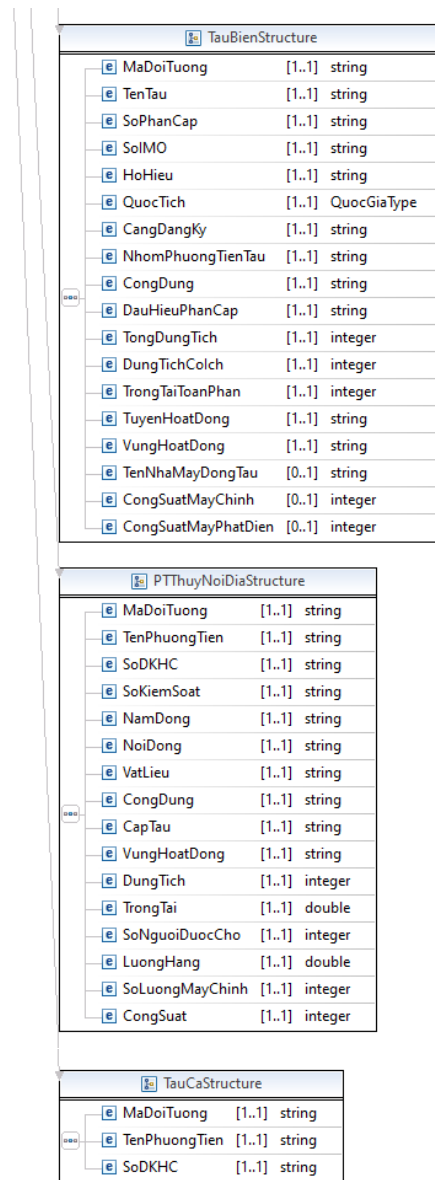 TauBienStructure
MaDoiTuong [1..1] string
TenTau [1..1] string
SoPhanCap [1..1] string
SoIMO [1..1] string
HoHieu [1..1] string
QuocTich [1..1] QuocGiaType
CangDangKy [1..1] string
NhomPhuongTienTau [1..1] string
CongDung [1..1] string
DauHieuPhanCap [1..1] string
TongDungTich [1..1] integer
DungTichCoIch [1..1] integer
TrongTaiToanPhan [1..1] integer
TuyenHoatDong [1..1] string
VungHoatDong [1..1] string
TenNhaMayDongTau [0..1] string
CongSuatMayChinh [0..1] integer
CongSuatMayPhatDien [0..1] integer
PTThuyNoiDiaStructure
MaDoiTuong [1..1] string
TenPhuongTien [1..1] string
SoDKHC [1..1] string
SoKiemSoat [1..1] string
NamDong [1..1] string
NoiDong [1..1] string
VatLieu [1..1] string
CongDung [1..1] string
CapTau [1..1] string
VungHoatDong [1..1] string
DungTich [1..1] integer
TrongTai [1..1] double
SoNguoiDuocCho [1..1] integer
LuongHang [1..1] double
SoLuongMayChinh [1..1] integer
CongSuat [1..1] integer
TauCaStructure
MaDoiTuong [1..1] string
TenPhuongTien [1..1] string
SoDKHC [1..1] string